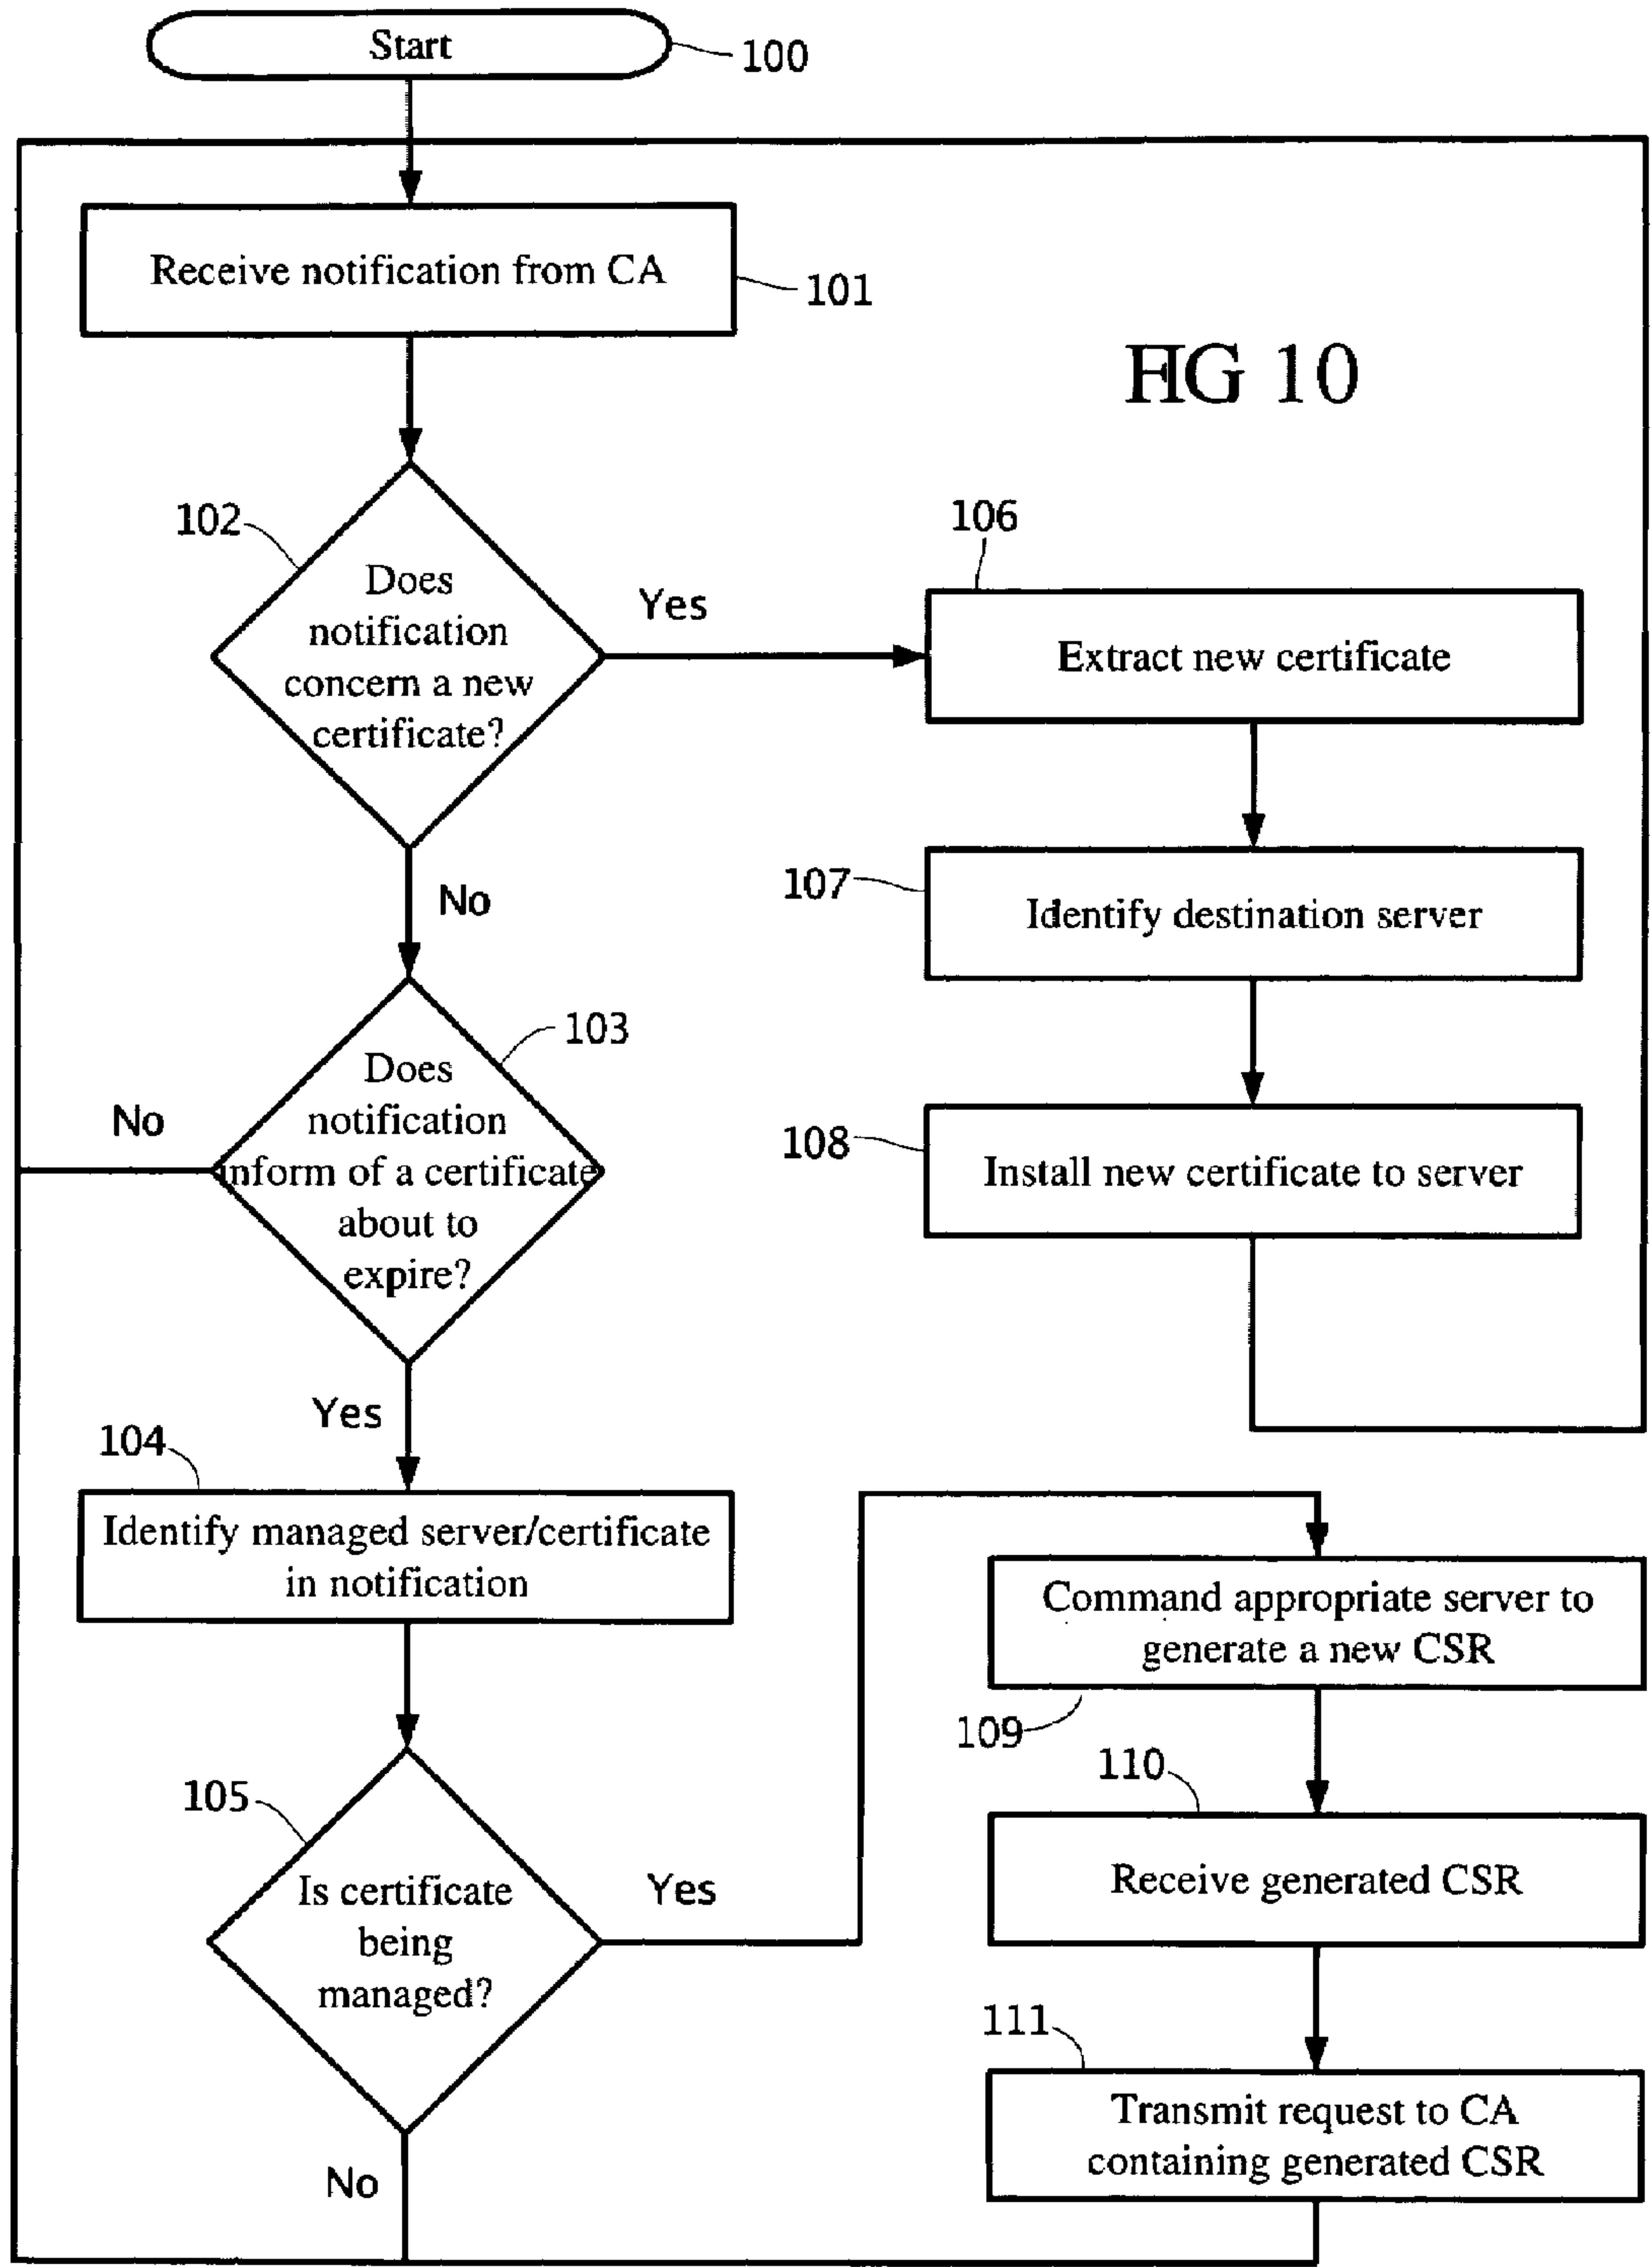 Start
100
Receive notification from CA
101
FIG 10
102
Does
notification
concern a new
certificate?
Yes
106
Extract new certificate
No
107
Identify destination server
103
Does
notification
inform of a certificate
about to
expire?
No
108
Install new certificate to server
Yes
104
Identify managed server/certificate
in notification
Command appropriate server to
generate a new CSR
109
105
Is certificate
being
managed?
Yes
110
Receive generated CSR
111
Transmit request to CA
containing generated CSR
No